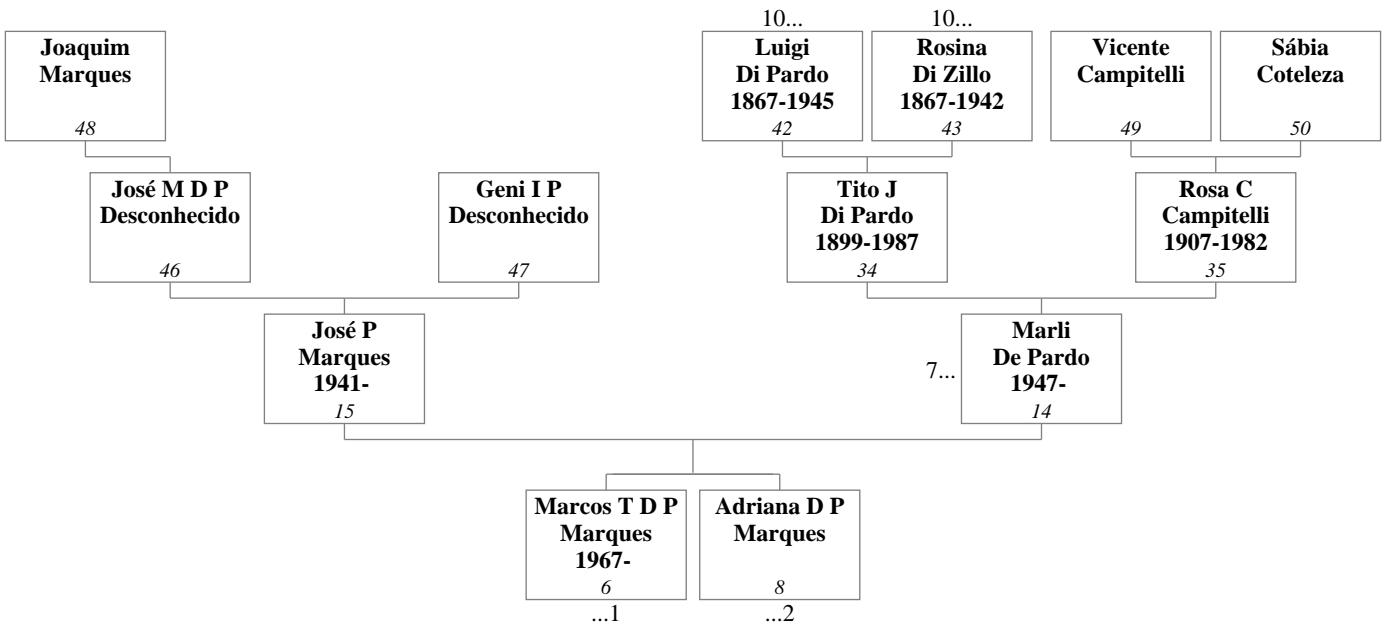 10...
10...
Joaquim
Marques
48
Luigi
Di Pardo
1867-1945
42
Rosina
Di Zillo
1867-1942
43
Vicente
Campitelli
49
Sábia
Coteleza
50
José M D P
Desconhecido
46
Geni I P
Desconhecido
47
Tito J
Di Pardo
1899-1987
34
Rosa C
Campitelli
1907-1982
35
José P
Marques
1941-
15
7...
Marli
De Pardo
1947-
14
Marcos T D P
Marques
1967-
6
...1
Adriana D P
Marques
8
...2